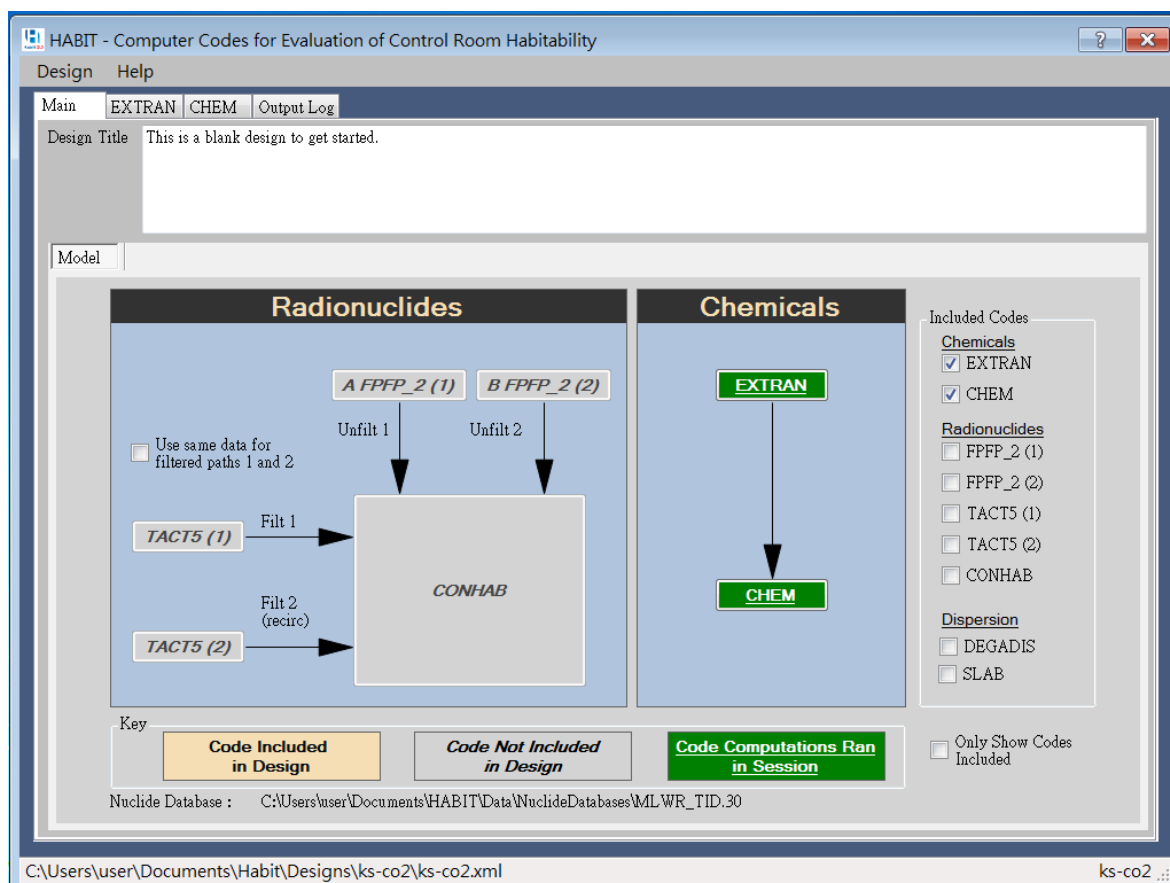 HABIT - Computer Codes for Evaluation of Control Room Habitability
Design Help
Main EXTRAN CHEM Output Log
Design Title This is a blank design to get started.
Model
Radionuclides
Chemicals
A FPFP_2 (1) B FPFP_2 (2)
Unfilt 1 Unfilt 2
Use same data for
filtered paths 1 and 2
TACT5 (1) Filt 1
CONHAB
Filt 2
(recirc)
TACT5 (2)
EXTRAN
CHEM
Included Codes
Chemicals
EXTRAN
CHEM
Radionuclides
FPFP_2 (1)
FPFP_2 (2)
TACT5 (1)
TACT5 (2)
CONHAB
Dispersion
DEGADIS
SLAB
Key
Code Included
in Design
Code Not Included
in Design
Code Computations Ran
in Session
Only Show Codes
Included
Nuclide Database : C:\Users\user\Documents\HABIT\Data\NuclideDatabases\MLWR_TID.30
C:\Users\user\Documents\Habit\Designs\ks-co2\ks-co2.xml ks-co2